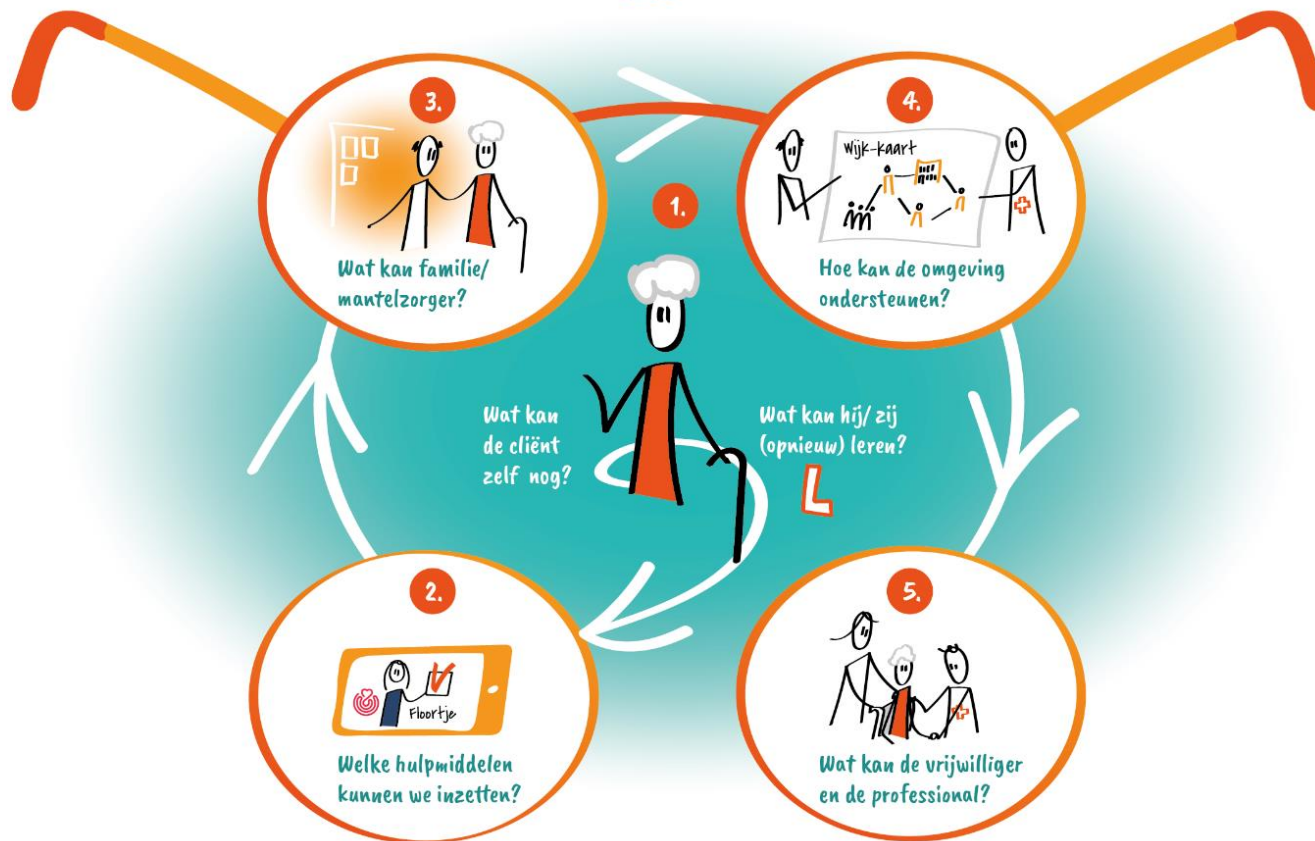 1.
Wat kan
de cliënt
zelf nog?
Wat kan hij/ zij
(opnieuw) leren?
L
2.
Floortje
Welke hulpmiddelen
kunnen we inzetten?
3.
Wat kan familie/
mantelzorger?
4.
Wijk-kaart
Hoe kan de omgeving
ondersteunen?
5.
Wat kan de vrijwilliger
en de professional?